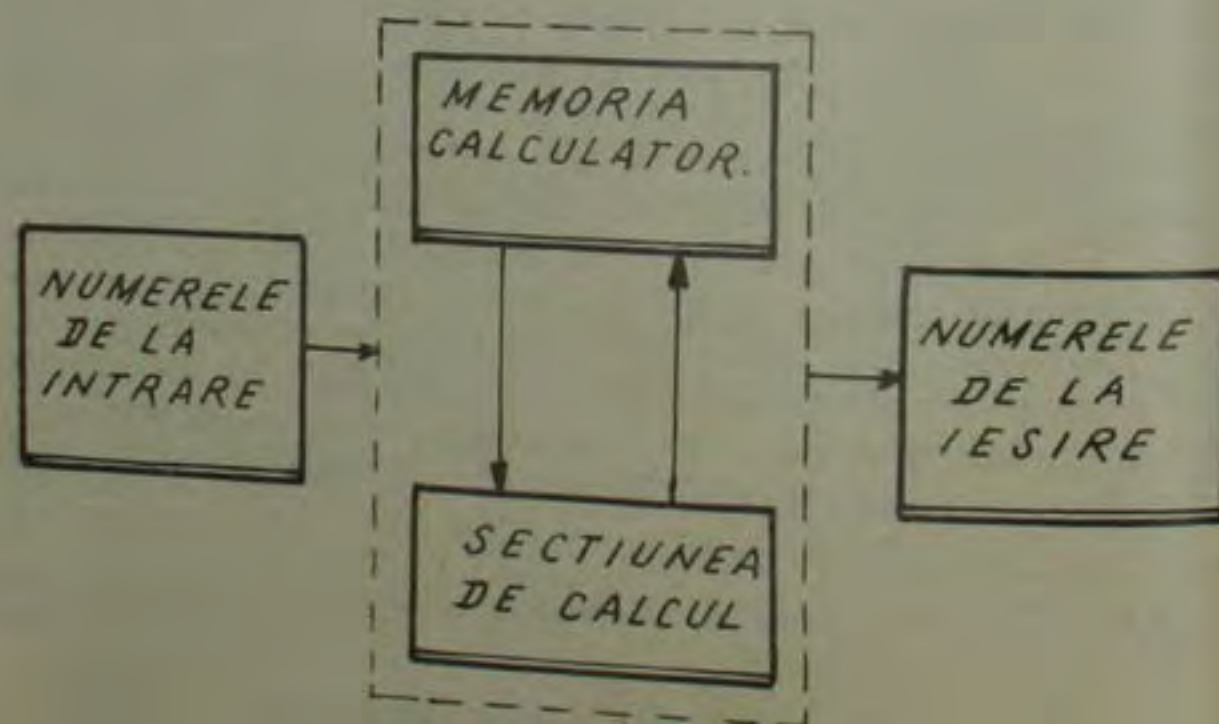 MEMORIA
CALCULATOR.
NUMERELE
DE LA
INTRARE
NUMERELE
DE LA
IESIRE
SECTIUNEA
DE CALCUL